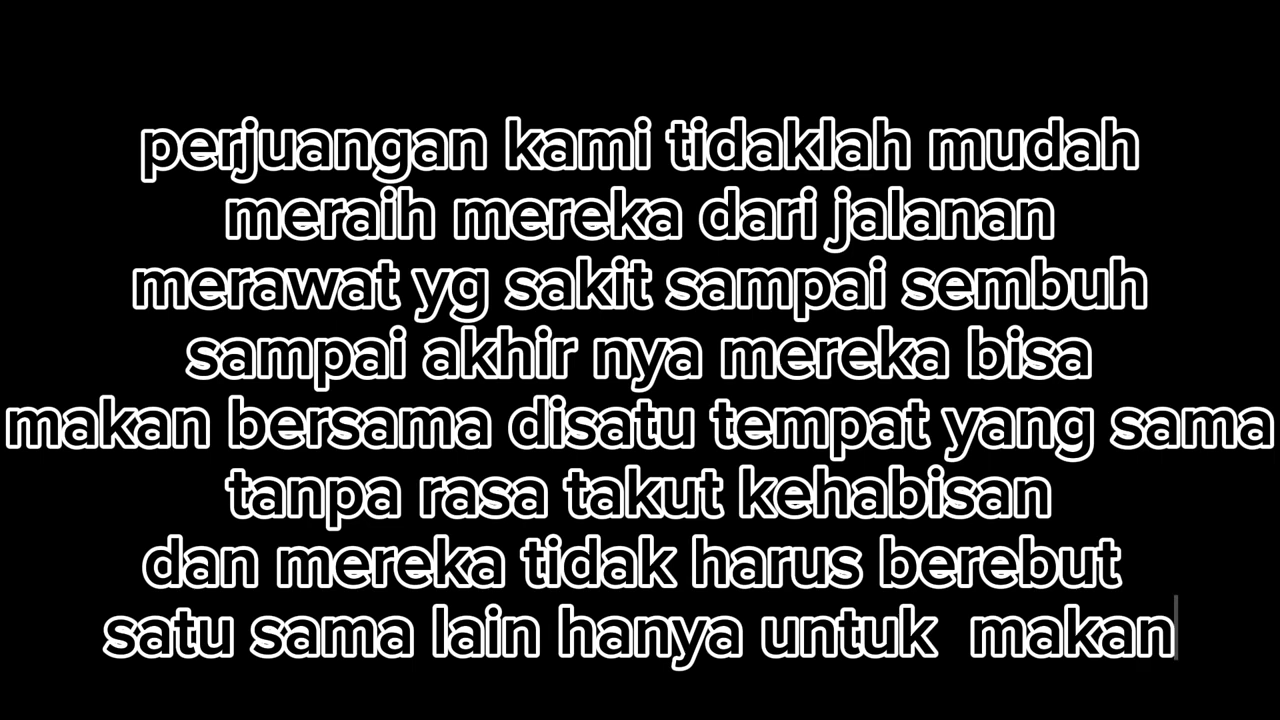 perjuangan kami tidaklah mudah
meraih mereka dari jalanan
merawat yg sakit sampai sembuh
sampai akhir nya mereka bisa
makan bersama disatu tempat yang sama
tanpa rasa takut kehabisan
dan mereka tidak harus berebut
satu sama lain hanya untuk  makan